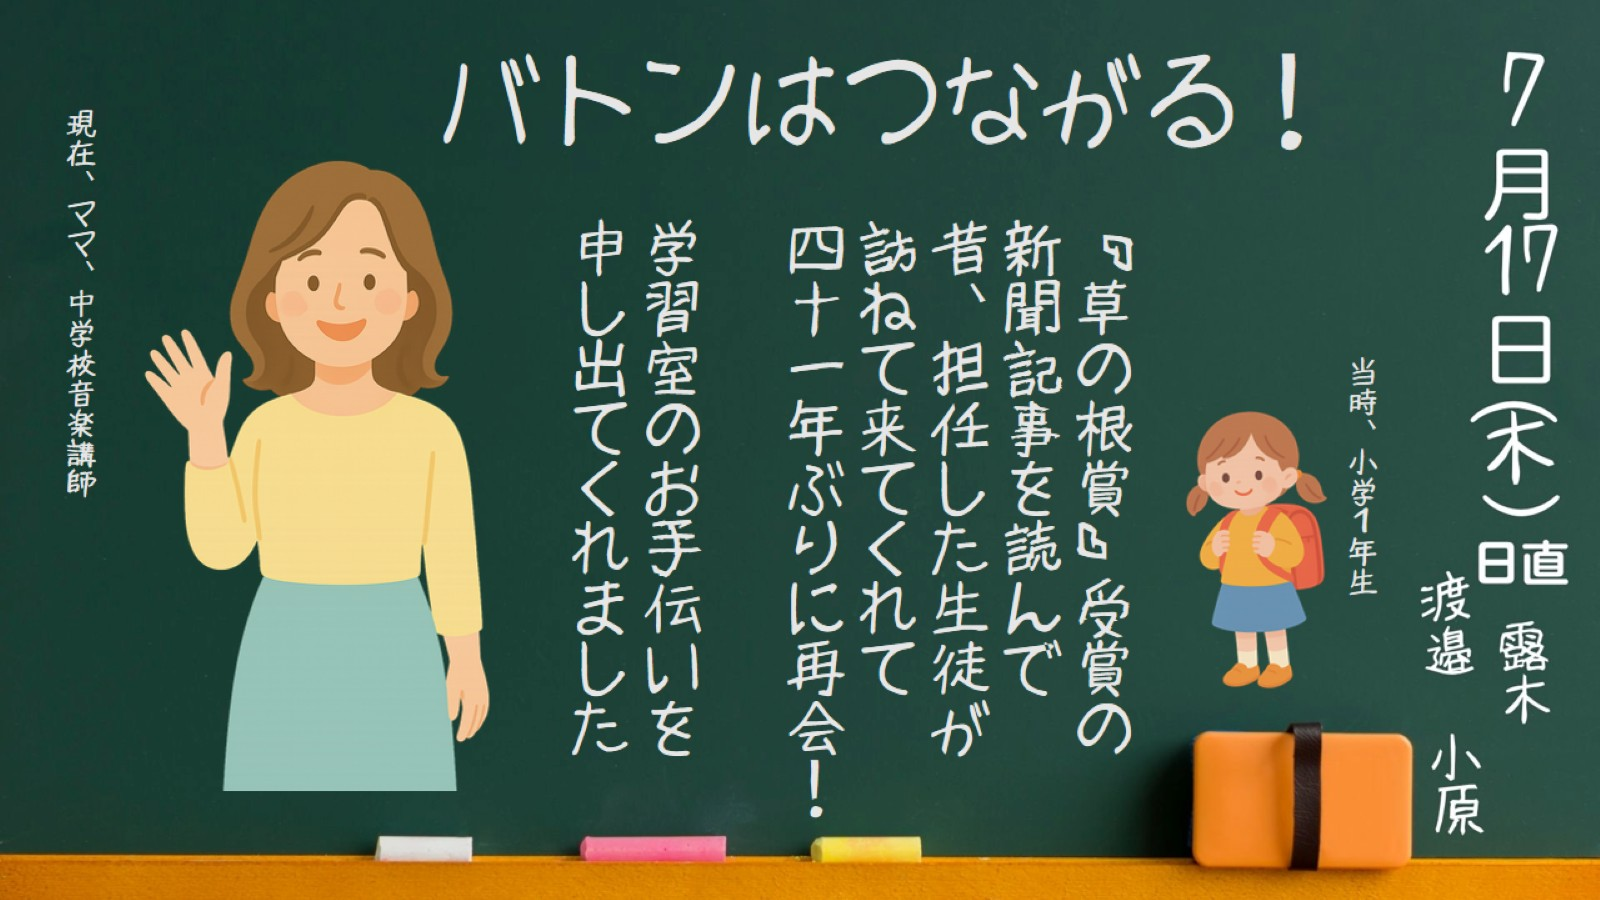 バトンはつながる！
7月17日（木）
日直
露木
渡邉
小原
当時、小学1年生
『草の根賞』受賞の
新聞記事を読んで
昔、担任した生徒が
訪ねて来てくれて
四十一年ぶりに再会！
学習室のお手伝いを
申し出てくれました
現在、ママ、中学校音楽講師